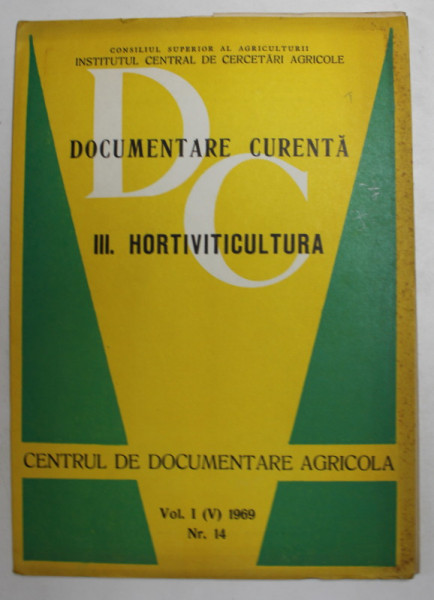 CONSILIUL SUPERIOR AL AGRICULTURII
INSTITUTUL CENTRAL DE CERCETĂRI AGRICOLE
DC
DOCUMENTARE CURENTĂ
III. HORTIVITICULTURA
CENTRUL DE DOCUMENTARE AGRICOLA
Vol. I (V) 1969
Nr. 14